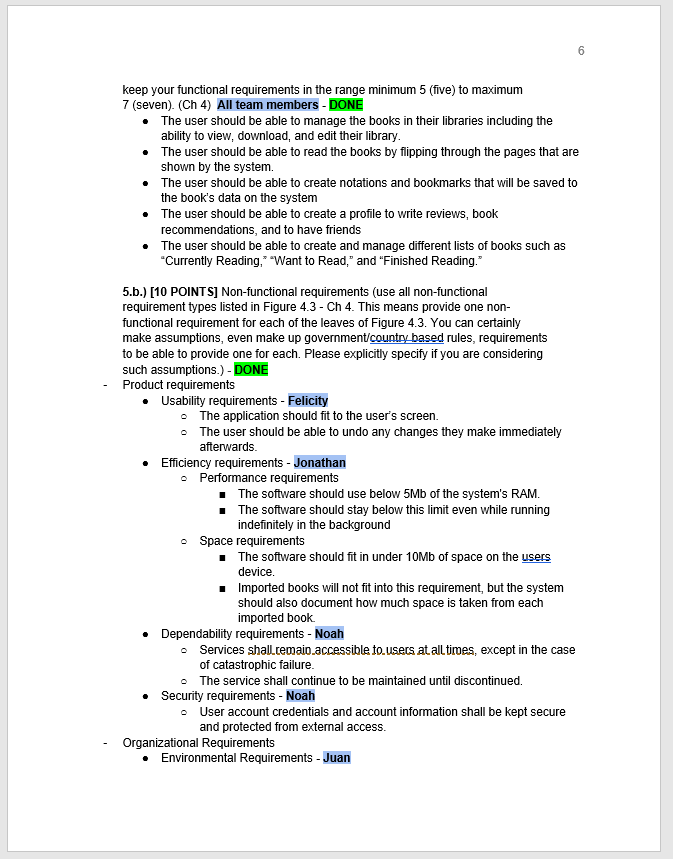 6
keep your functional requirements in the range minimum 5 (five) to maximum
7 (seven). (Ch 4)  All team members - DONE
● The user should be able to manage the books in their libraries including the
ability to view, download, and edit their library.
● The user should be able to read the books by flipping through the pages that are
shown by the system.
● The user should be able to create notations and bookmarks that will be saved to
the book's data on the system
● The user should be able to create a profile to write reviews, book
recommendations, and to have friends
● The user should be able to create and manage different lists of books such as
“Currently Reading,” “Want to Read,” and “Finished Reading.”
5.b.) [10 POINTS] Non-functional requirements (use all non-functional
requirement types listed in Figure 4.3 - Ch 4. This means provide one non-
functional requirement for each of the leaves of Figure 4.3. You can certainly
make assumptions, even make up government/country based rules, requirements
to be able to provide one for each. Please explicitly specify if you are considering
such assumptions.) - DONE
- Product requirements
● Usability requirements - Felicity
○ The application should fit to the user's screen.
○ The user should be able to undo any changes they make immediately
afterwards.
● Efficiency requirements - Jonathan
○ Performance requirements
■ The software should use below 5Mb of the system's RAM.
■ The software should stay below this limit even while running
indefinitely in the background
○ Space requirements
■ The software should fit in under 10Mb of space on the users
device.
■ Imported books will not fit into this requirement, but the system
should also document how much space is taken from each
imported book.
● Dependability requirements - Noah
○ Services shall remain accessible to users at all times, except in the case
of catastrophic failure.
○ The service shall continue to be maintained until discontinued.
● Security requirements - Noah
○ User account credentials and account information shall be kept secure
and protected from external access.
- Organizational Requirements
● Environmental Requirements - Juan